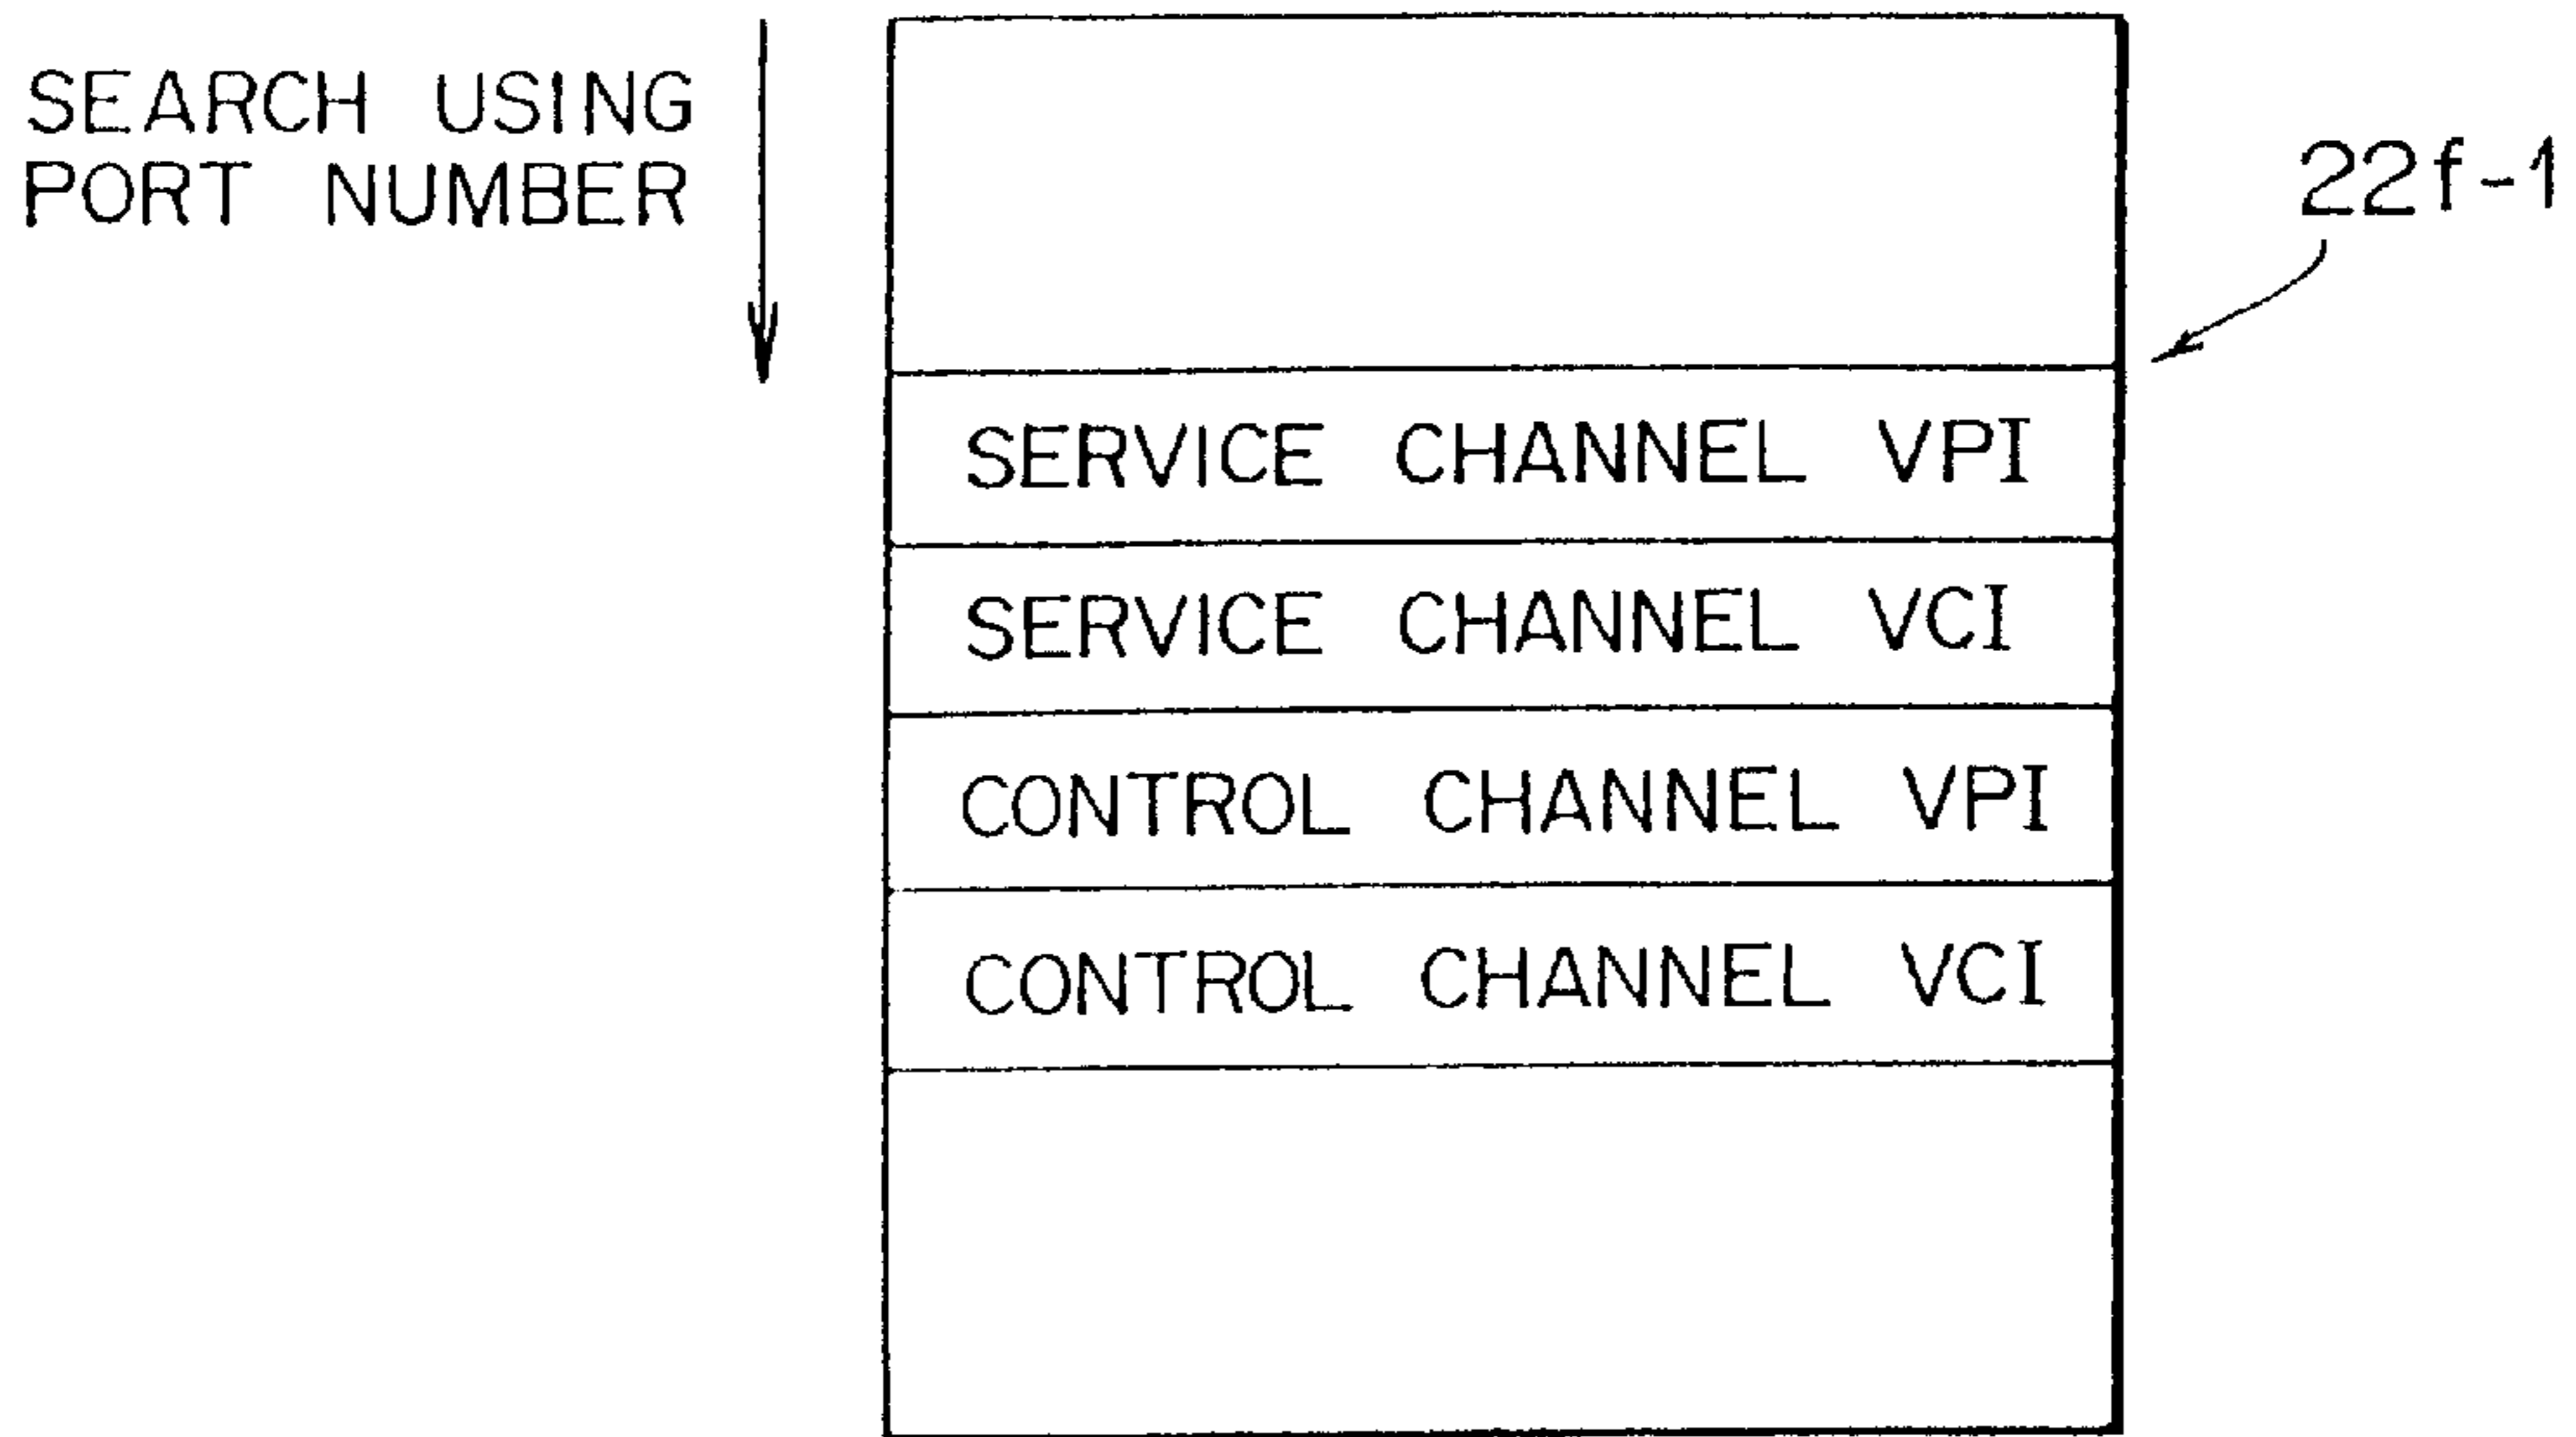 SEARCH USING
PORT NUMBER
22f-1
SERVICE CHANNEL VPI
SERVICE CHANNEL VCI
CONTROL CHANNEL VPI
CONTROL CHANNEL VCI